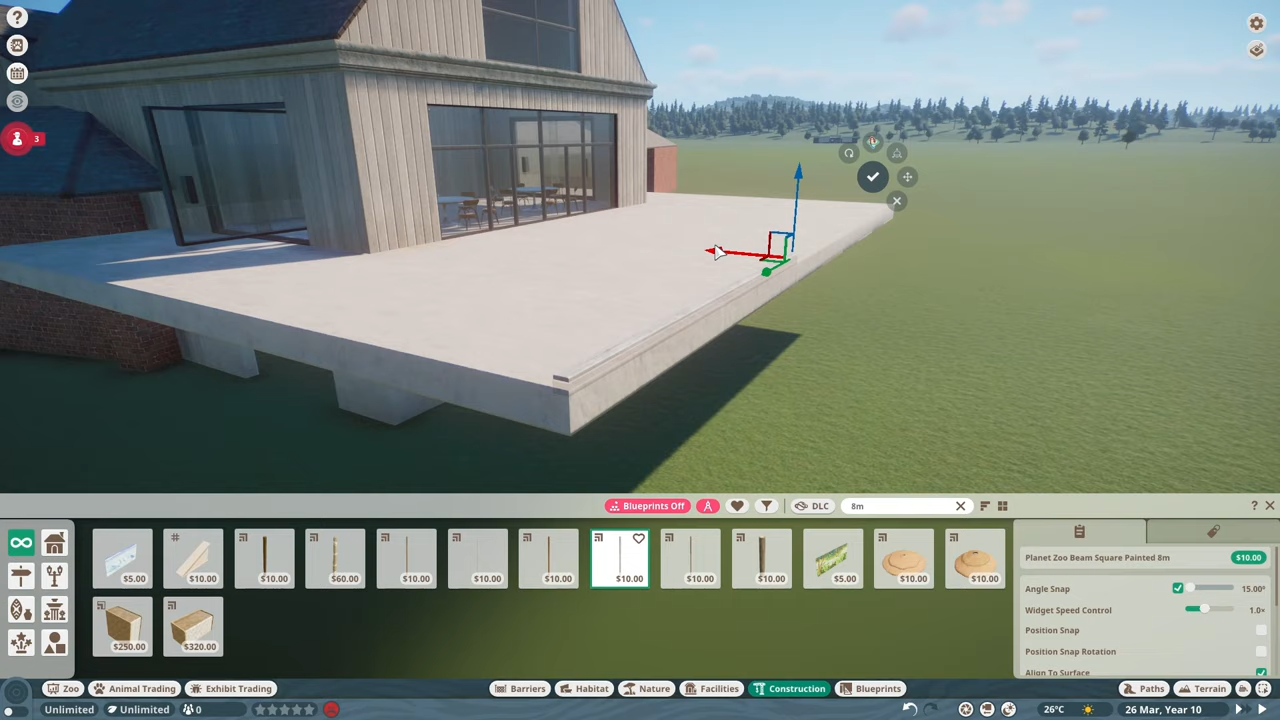 ?
3
Blueprints Off
DLC
8m
?
$5.00
$10.00
$10.00
$60.00
$10.00
$10.00
$10.00
$10.00
$10.00
$10.00
$5.00
$10.00
$10.00
$250.00
$320.00
Planet Zoo Beam Square Painted 8m
$10.00
Angle Snap
15.00°
Widget Speed Control
1.0×
Position Snap
Position Snap Rotation
Align To Surface
Zoo
Animal Trading
Exhibit Trading
Barriers
Habitat
Nature
Facilities
Construction
Blueprints
Paths
Terrain
Unlimited
Unlimited
0
26°C
26 Mar, Year 10